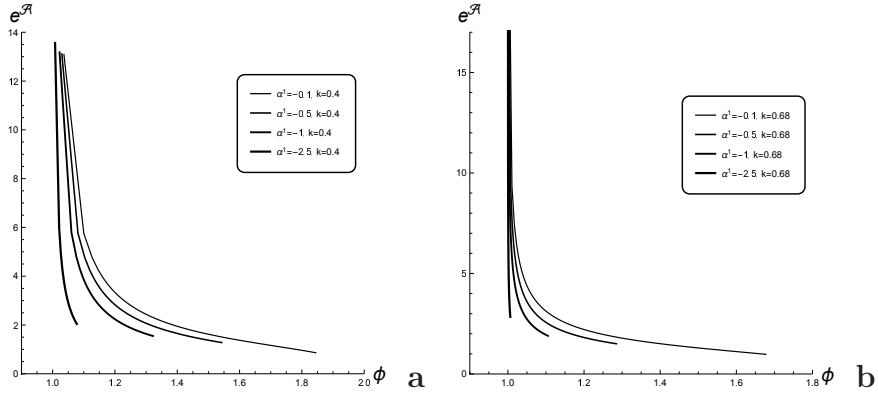 e^𝒜
14
12
10
8
6
4
2
0
1.0 1.2 1.4 1.6 1.8 2.0 ϕ
α¹=-0.1, k=0.4
α¹=-0.5, k=0.4
α¹=-1, k=0.4
α¹=-2.5, k=0.4
a
e^𝒜
15
10
5
0
1.0 1.2 1.4 1.6 1.8 ϕ
α¹=-0.1, k=0.68
α¹=-0.5, k=0.68
α¹=-1, k=0.68
α¹=-2.5, k=0.68
b